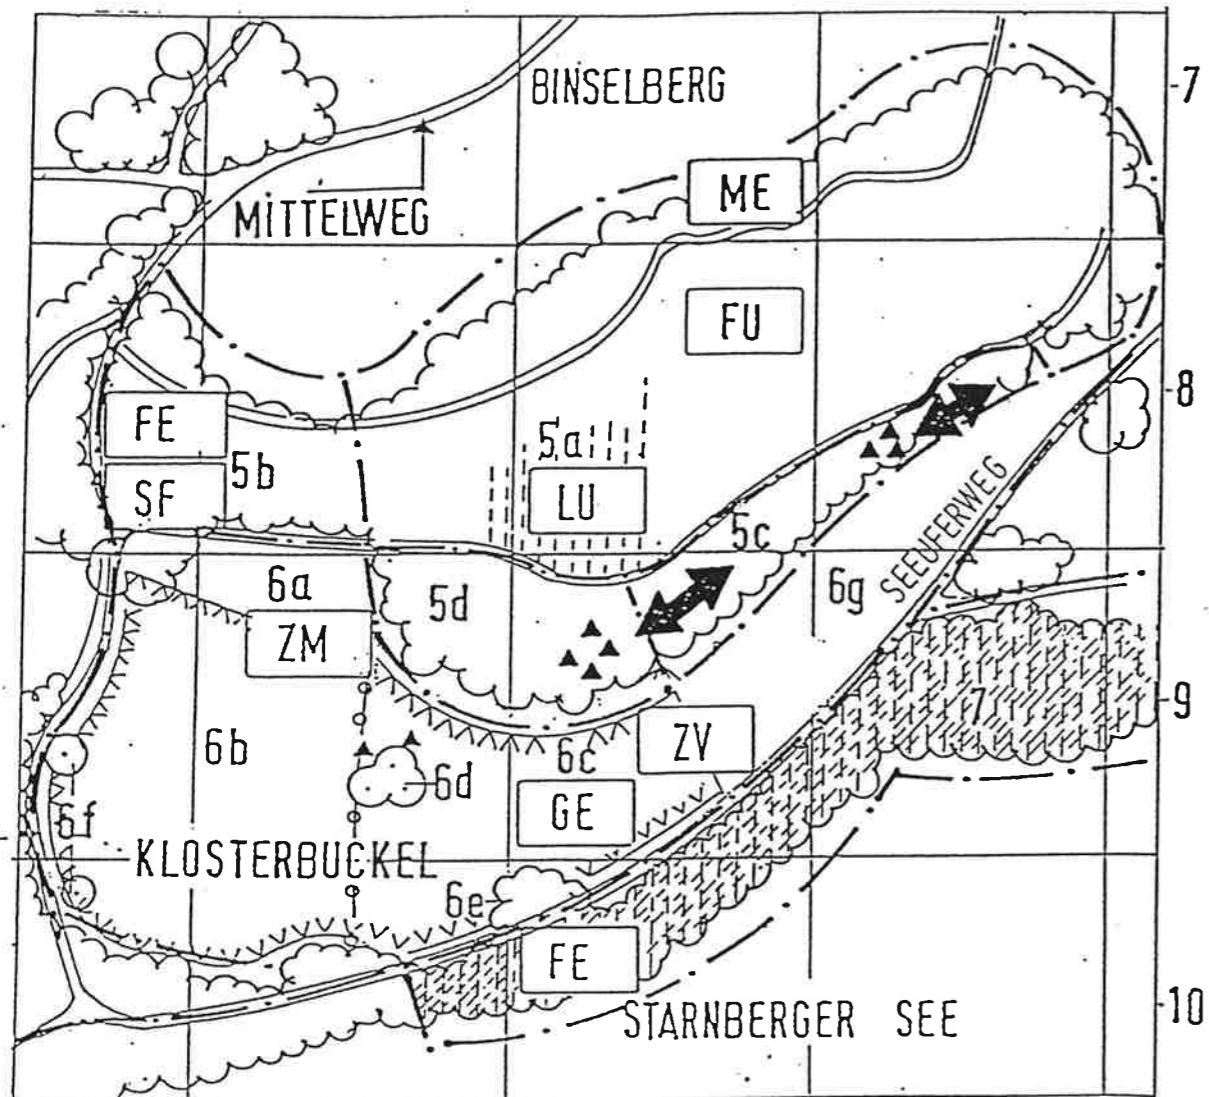 BINSELBERG
7
ME
MITTELWEG
FU
8
FE
5a
5b
SF
LU
SEEUFERWEG
5c
6a
6g
5d
ZM
7
9
6b
6c
ZV
6d
GE
6f
KLOSTERBUCKEL
6e
FE
10
STARNBERGER SEE